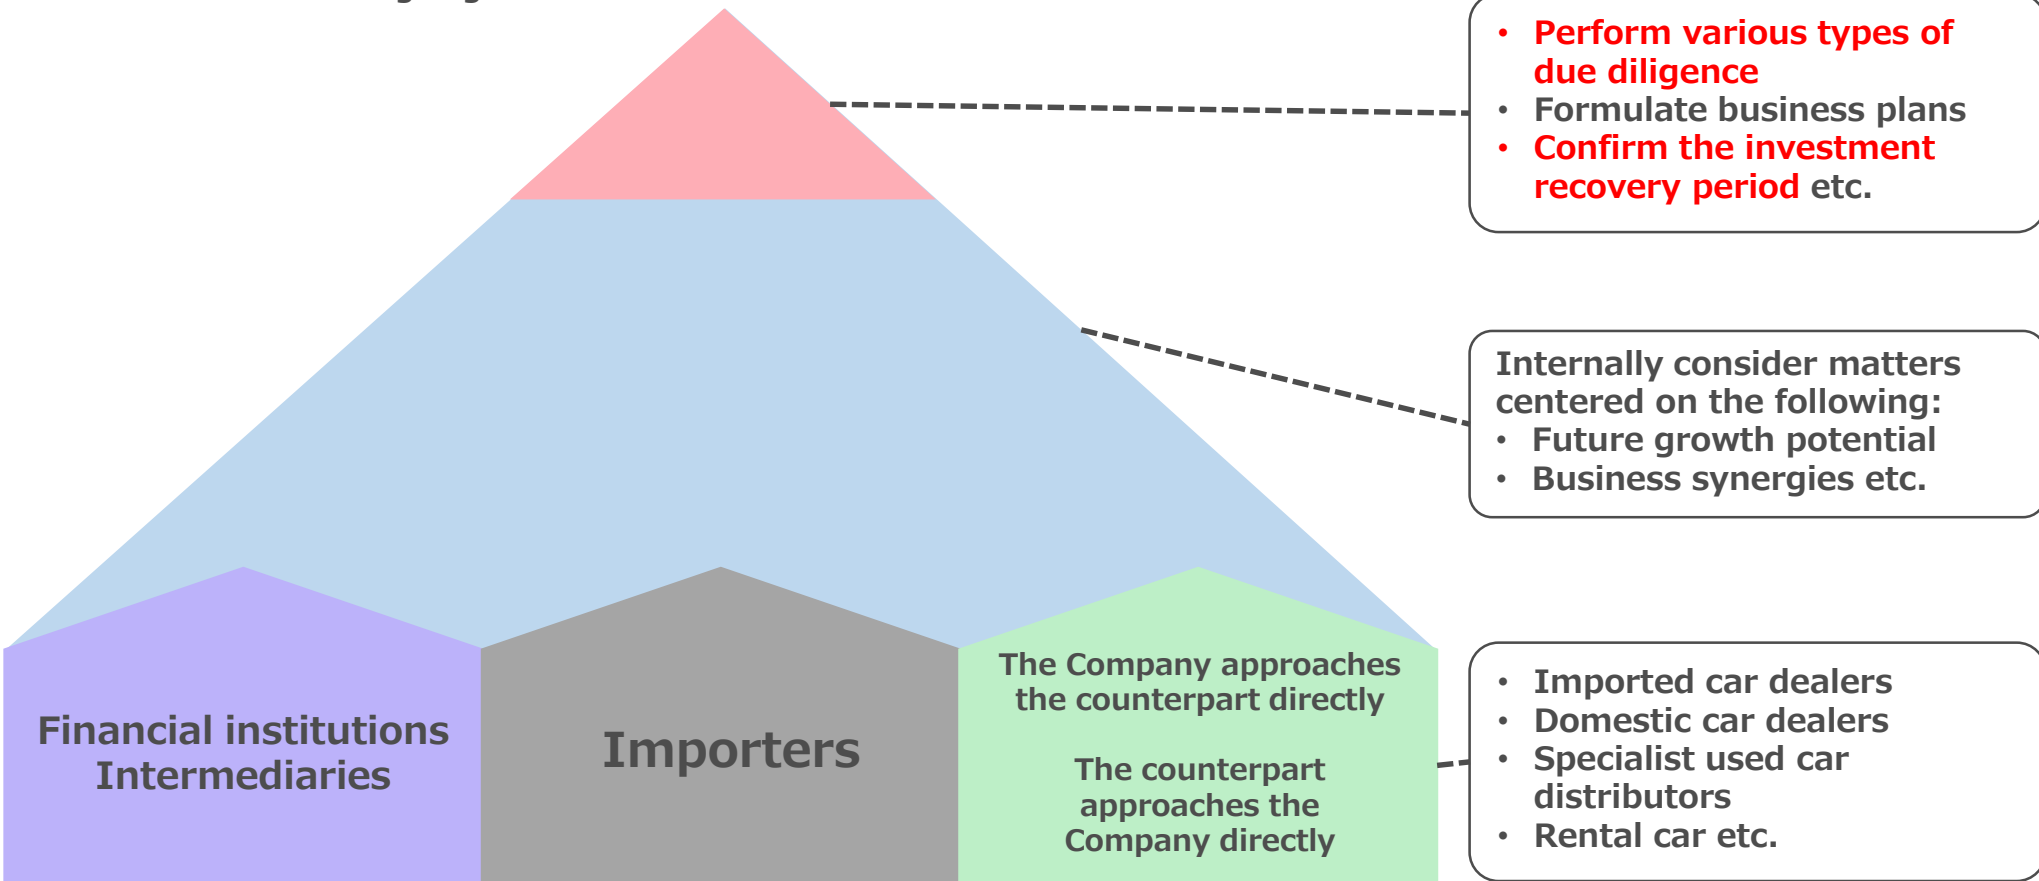 • Perform various types of
due diligence
• Formulate business plans
• Confirm the investment
recovery period etc.
Internally consider matters
centered on the following:
• Future growth potential
• Business synergies etc.
Financial institutions
Intermediaries
Importers
The Company approaches
the counterpart directly
The counterpart
approaches the
Company directly
• Imported car dealers
• Domestic car dealers
• Specialist used car
distributors
• Rental car etc.